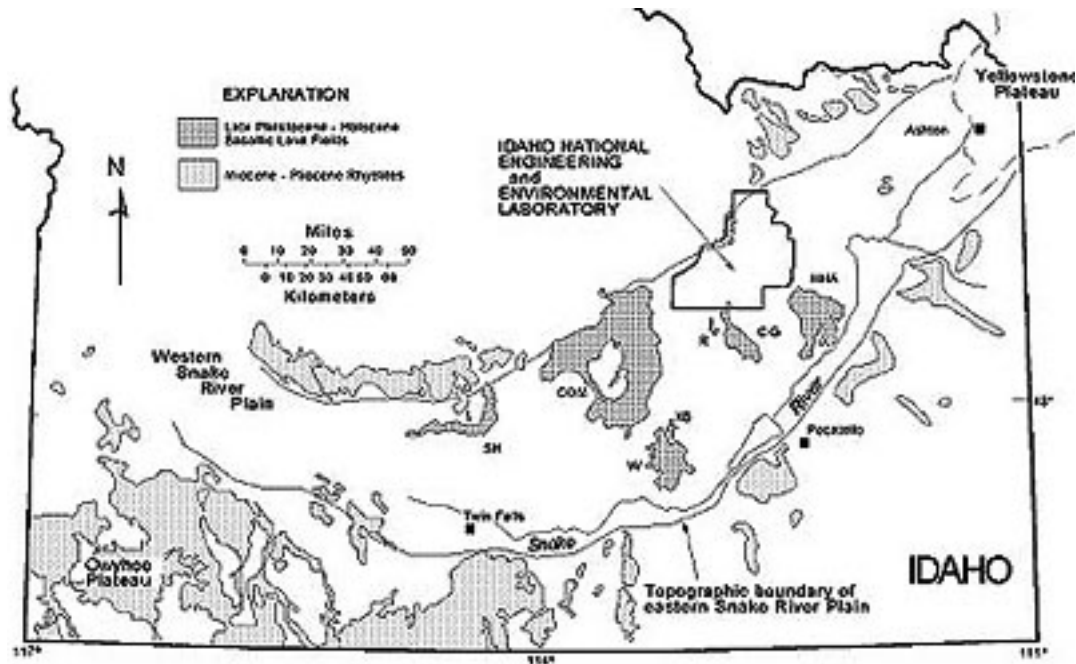 EXPLANATION
Late Pleistocene - Holocene
Basaltic Lava Fields
Miocene - Pliocene Rhyolites
N
Miles
0 10 20 30 40 50
Kilometers
IDAHO NATIONAL
ENGINEERING
and
ENVIRONMENTAL
LABORATORY
Yellowstone
Plateau
Ashton
Western
Snake
River
Plain
COM
SH
R
CG
KB
W
River
Pocatello
Twin Falls
Snake
Owyhee
Plateau
Topographic boundary of
eastern Snake River Plain
IDAHO